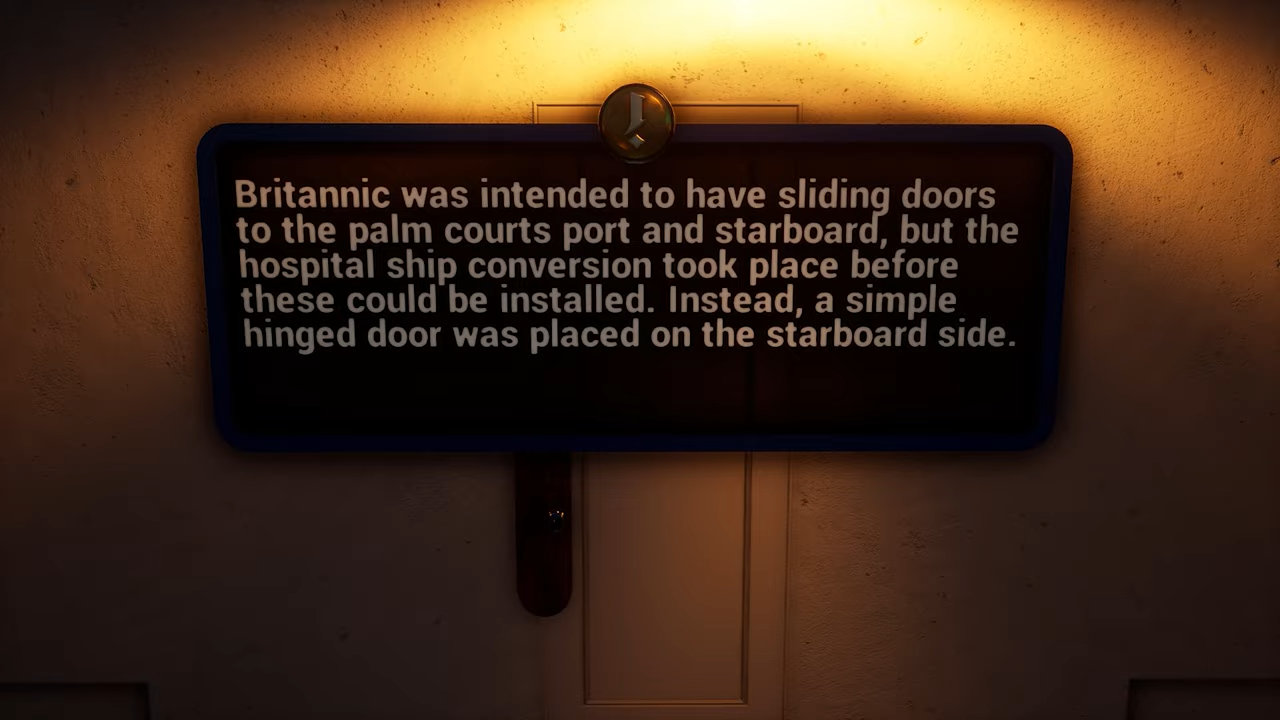 Britannic was intended to have sliding doors
to the palm courts port and starboard, but the
hospital ship conversion took place before
these could be installed. Instead, a simple
hinged door was placed on the starboard side.